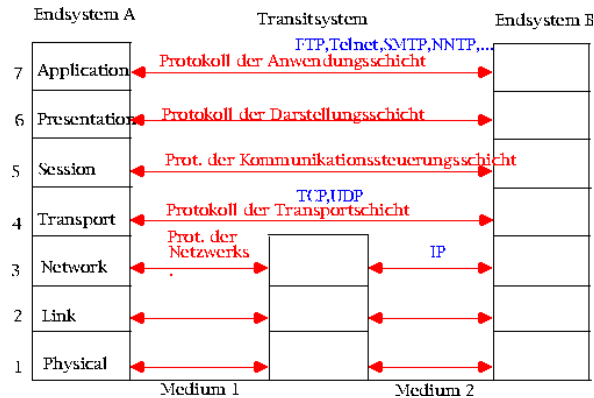 Endsystem A
Transitsystem
Endsystem B
FTP,Telnet,SMTP,NNTP,...
7 Application Protokoll der Anwendungsschicht
6 Presentation Protokoll der Darstellungsschicht
5 Session Prot. der Kommunikationssteuerungsschicht
TCP,UDP
4 Transport Protokoll der Transportschicht
Prot. der
Netzwerks
.
3 Network IP
2 Link
1 Physical
Medium 1 Medium 2